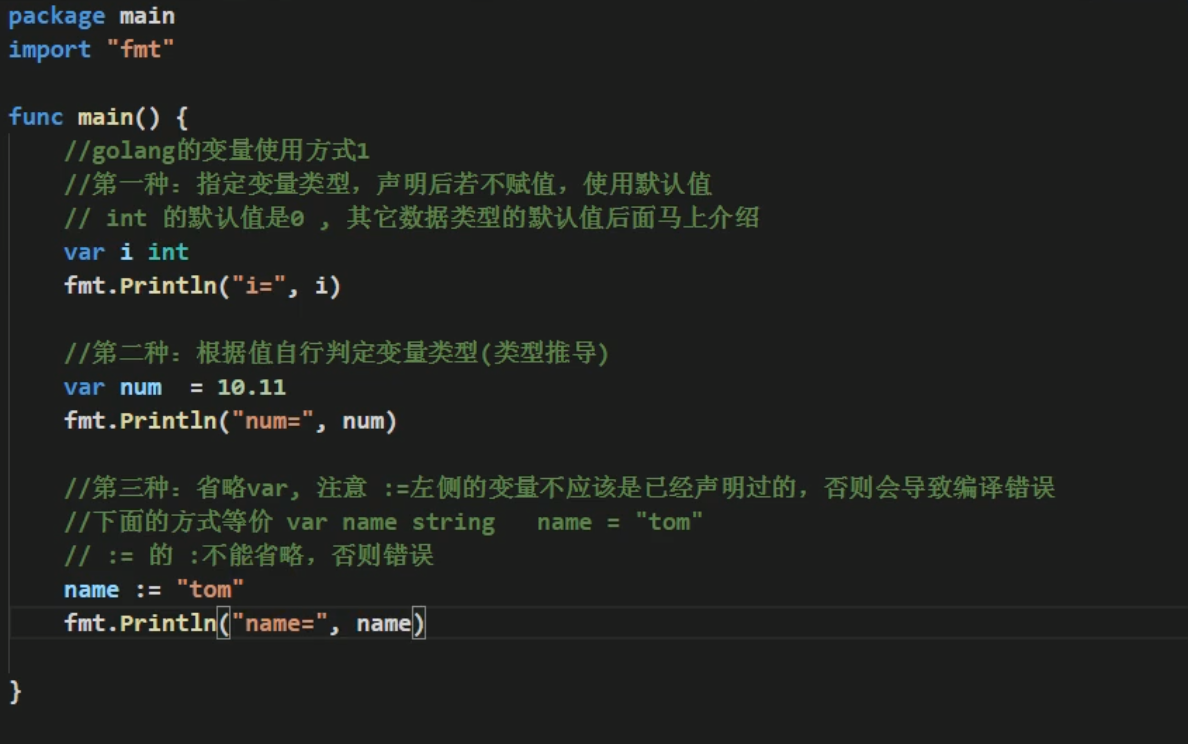 package main
import "fmt"
func main() {
//golang的变量使用方式1
//第一种：指定变量类型，声明后若不赋值，使用默认值
// int 的默认值是0 , 其它数据类型的默认值后面马上介绍
var i int
fmt.Println("i=", i)
//第二种：根据值自行判定变量类型(类型推导)
var num  = 10.11
fmt.Println("num=", num)
//第三种：省略var, 注意 :=左侧的变量不应该是已经声明过的，否则会导致编译错误
//下面的方式等价 var name string   name = "tom"
// := 的 :不能省略，否则错误
name := "tom"
fmt.Println("name=", name)
}